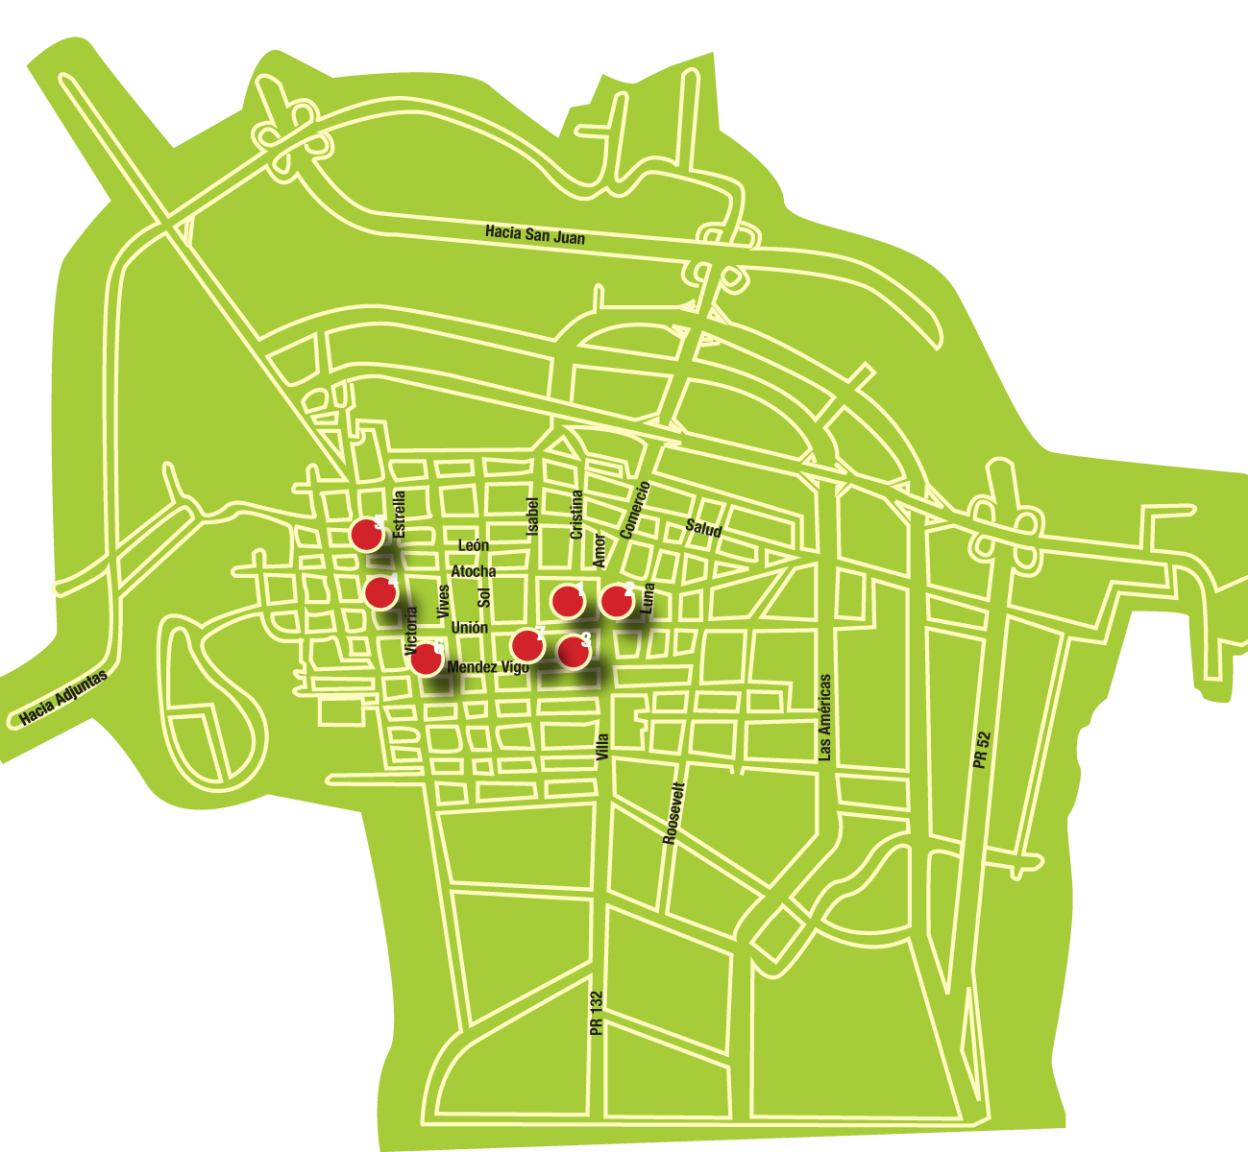 Hacia San Juan
Estrella
Isabel
Cristina
Comercio
Salud
León
Amor
Atocha
Vives
Sol
Luna
Victoria
Unión
Mendez Vigo
Hacia Adjuntas
Las Américas
Villa
PR 52
Roosevelt
PR 132